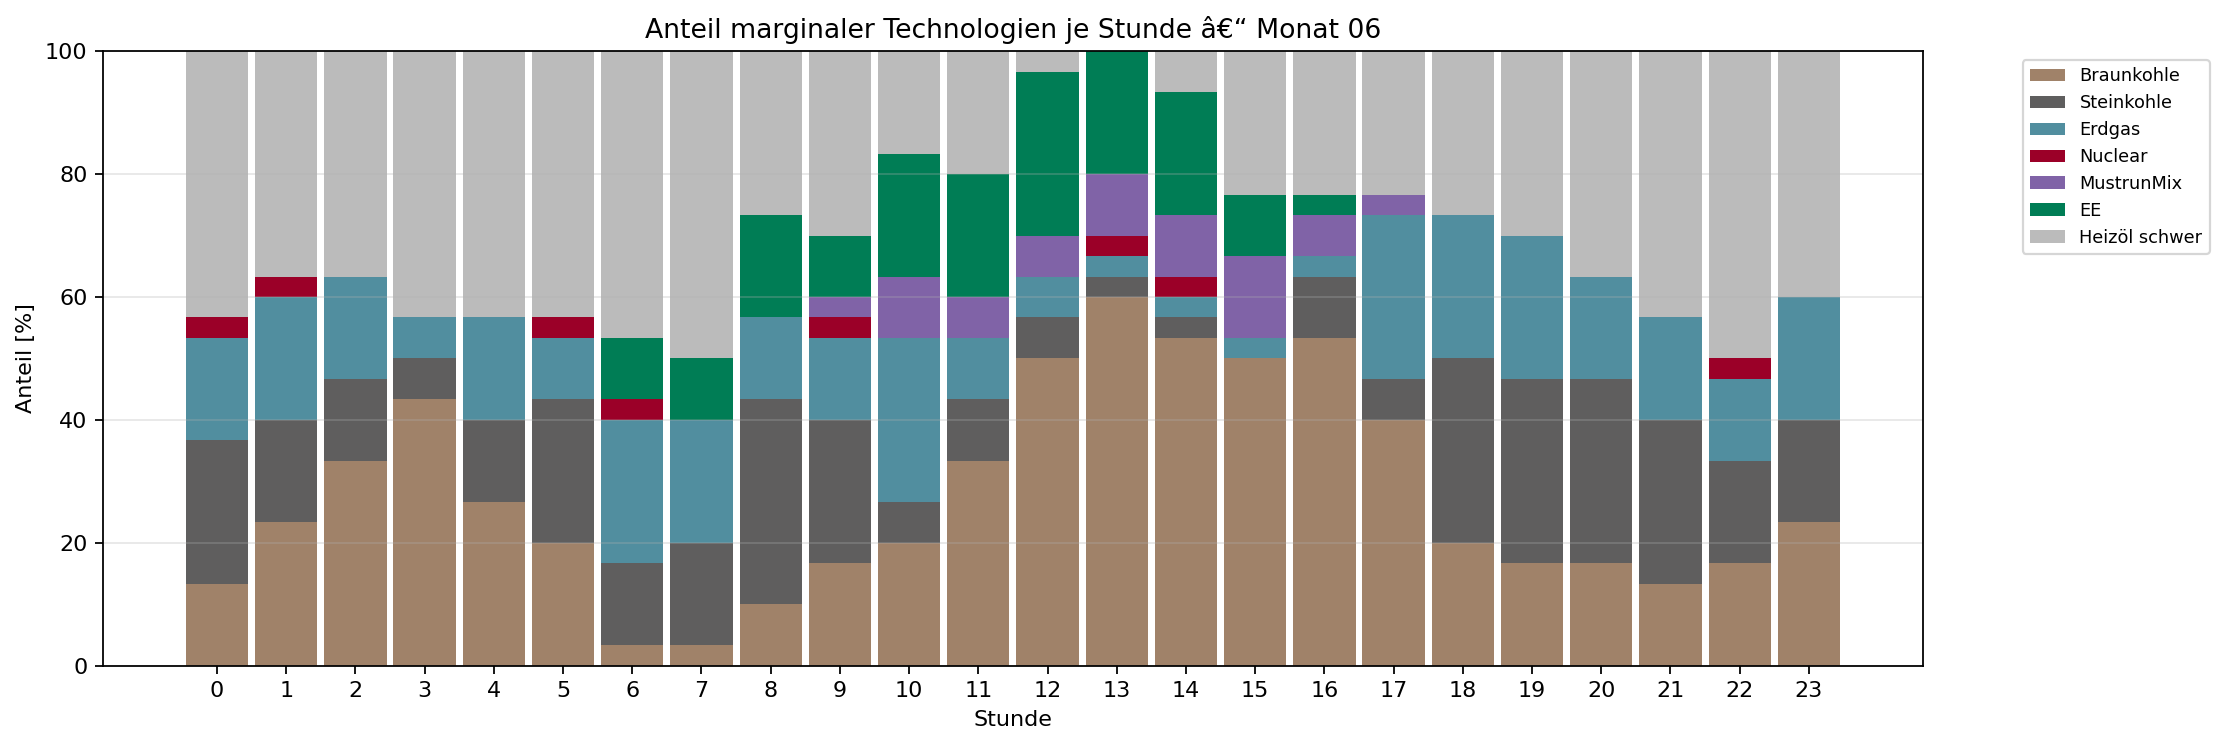 Anteil marginaler Technologien je Stunde â€“ Monat 06
Anteil [%]
100
80
60
40
20
0
0 1 2 3 4 5 6 7 8 9 10 11 12 13 14 15 16 17 18 19 20 21 22 23
Stunde
Braunkohle
Steinkohle
Erdgas
Nuclear
MustrunMix
EE
Heizöl schwer